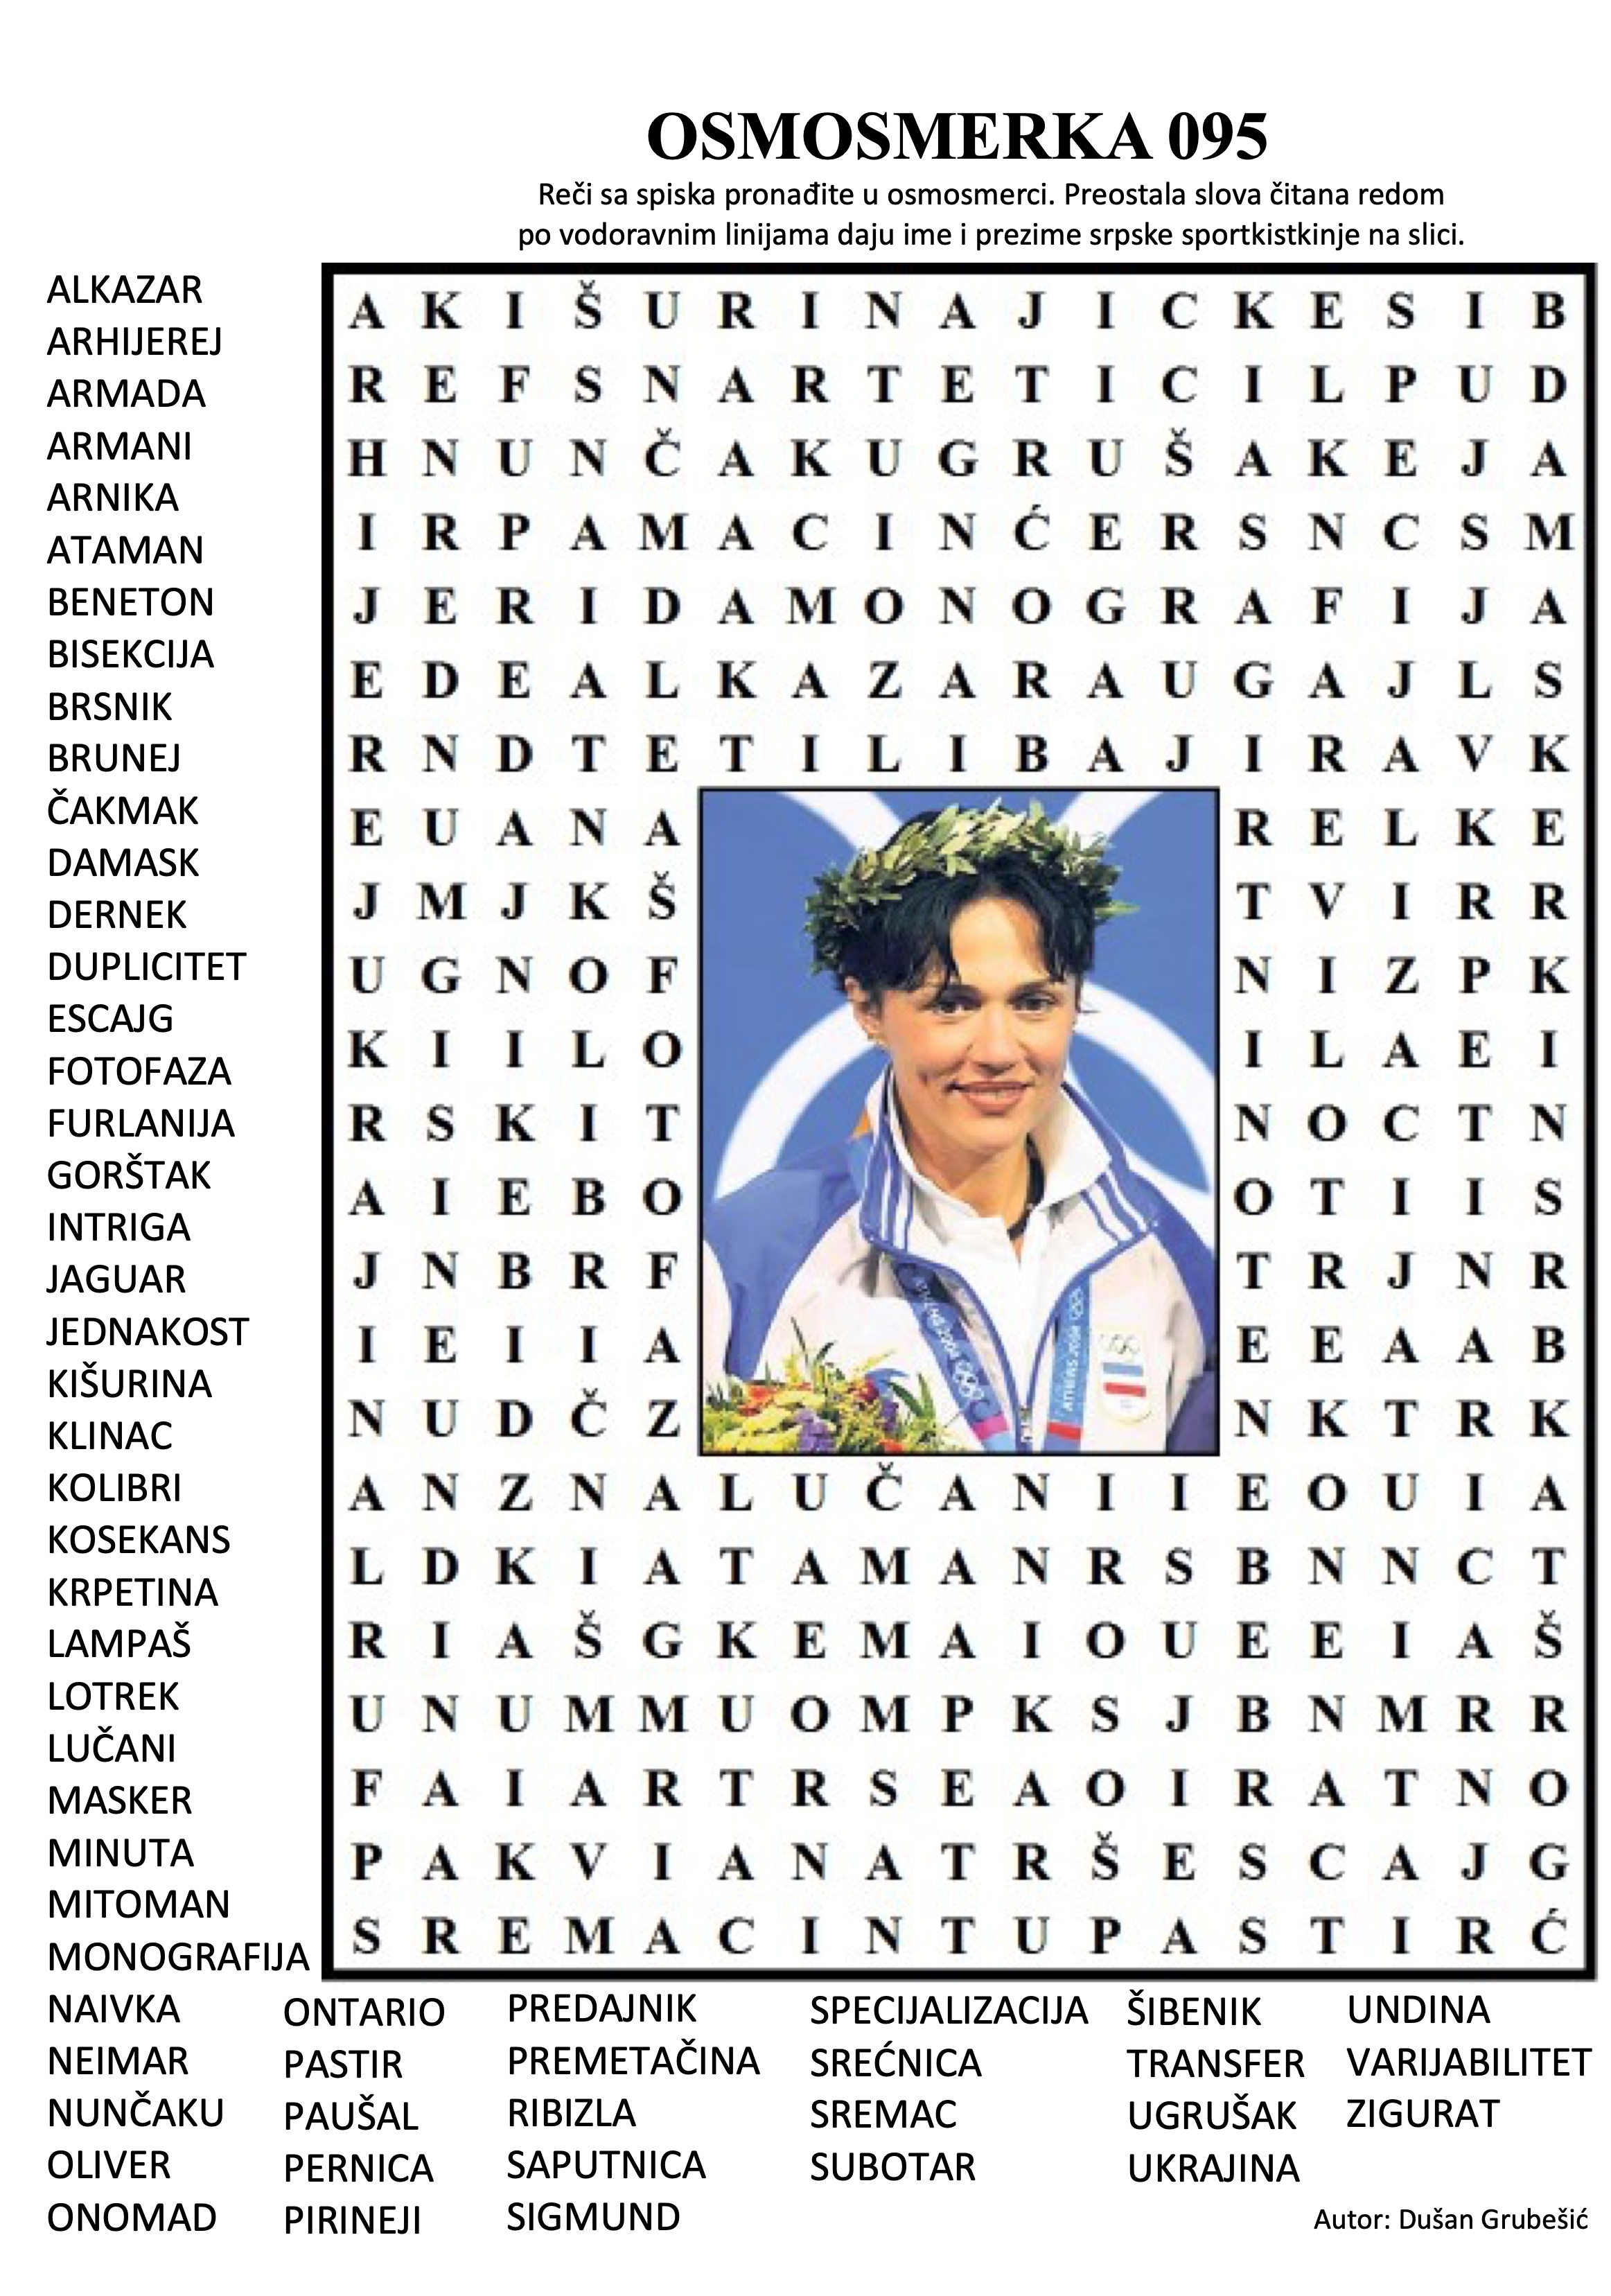 OSMOSMERKA 095
Reči sa spiska pronađite u osmosmerci. Preostala slova čitana redom
po vodoravnim linijama daju ime i prezime srpske sportkistkinje na slici.
ALKAZAR
ARHIJEREJ
ARMADA
ARMANI
ARNIKA
ATAMAN
BENETON
BISEKCIJA
BRSNIK
BRUNEJ
ČAKMAK
DAMASK
DERNEK
DUPLICITET
ESCAJG
FOTOFAZA
FURLANIJA
GORŠTAK
INTRIGA
JAGUAR
JEDNAKOST
KIŠURINA
KLINAC
KOLIBRI
KOSEKANS
KRPETINA
LAMPAŠ
LOTREK
LUČANI
MASKER
MINUTA
MITOMAN
MONOGRAFIJA
NAIVKA
NEIMAR
NUNČAKU
OLIVER
ONOMAD
A K I Š U R I N A J I C K E S I B
R E F S N A R T E T I C I L P U D
H N U N Č A K U G R U Š A K E J A
I R P A M A C I N Ć E R S N C S M
J E R I D A M O N O G R A F I J A
E D E A L K A Z A R A U G A J L S
R N D T E T I L I B A J I R A V K
E U A N A R E L K E
J M J K Š T V I R R
U G N O F N I Z P K
K I I L O I L A E I
R S K I T N O C T N
A I E B O O T I I S
J N B R F T R J N R
I E I I A E E A A B
N U D Č Z N K T R K
A N Z N A L U Č A N I I E O U I A
L D K I A T A M A N R S B N N C T
R I A Š G K E M A I O U E E I A Š
U N U M M U O M P K S J B N M R R
F A I A R T R S E A O I R A T N O
P A K V I A N A T R Š E S C A J G
S R E M A C I N T U P A S T I R Ć
ONTARIO
PASTIR
PAUŠAL
PERNICA
PIRINEJI
PREDAJNIK
PREMETAČINA
RIBIZLA
SAPUTNICA
SIGMUND
SPECIJALIZACIJA
SREĆNICA
SREMAC
SUBOTAR
ŠIBENIK
TRANSFER
UGRUŠAK
UKRAJINA
UNDINA
VARIJABILITET
ZIGURAT
Autor: Dušan Grubešić